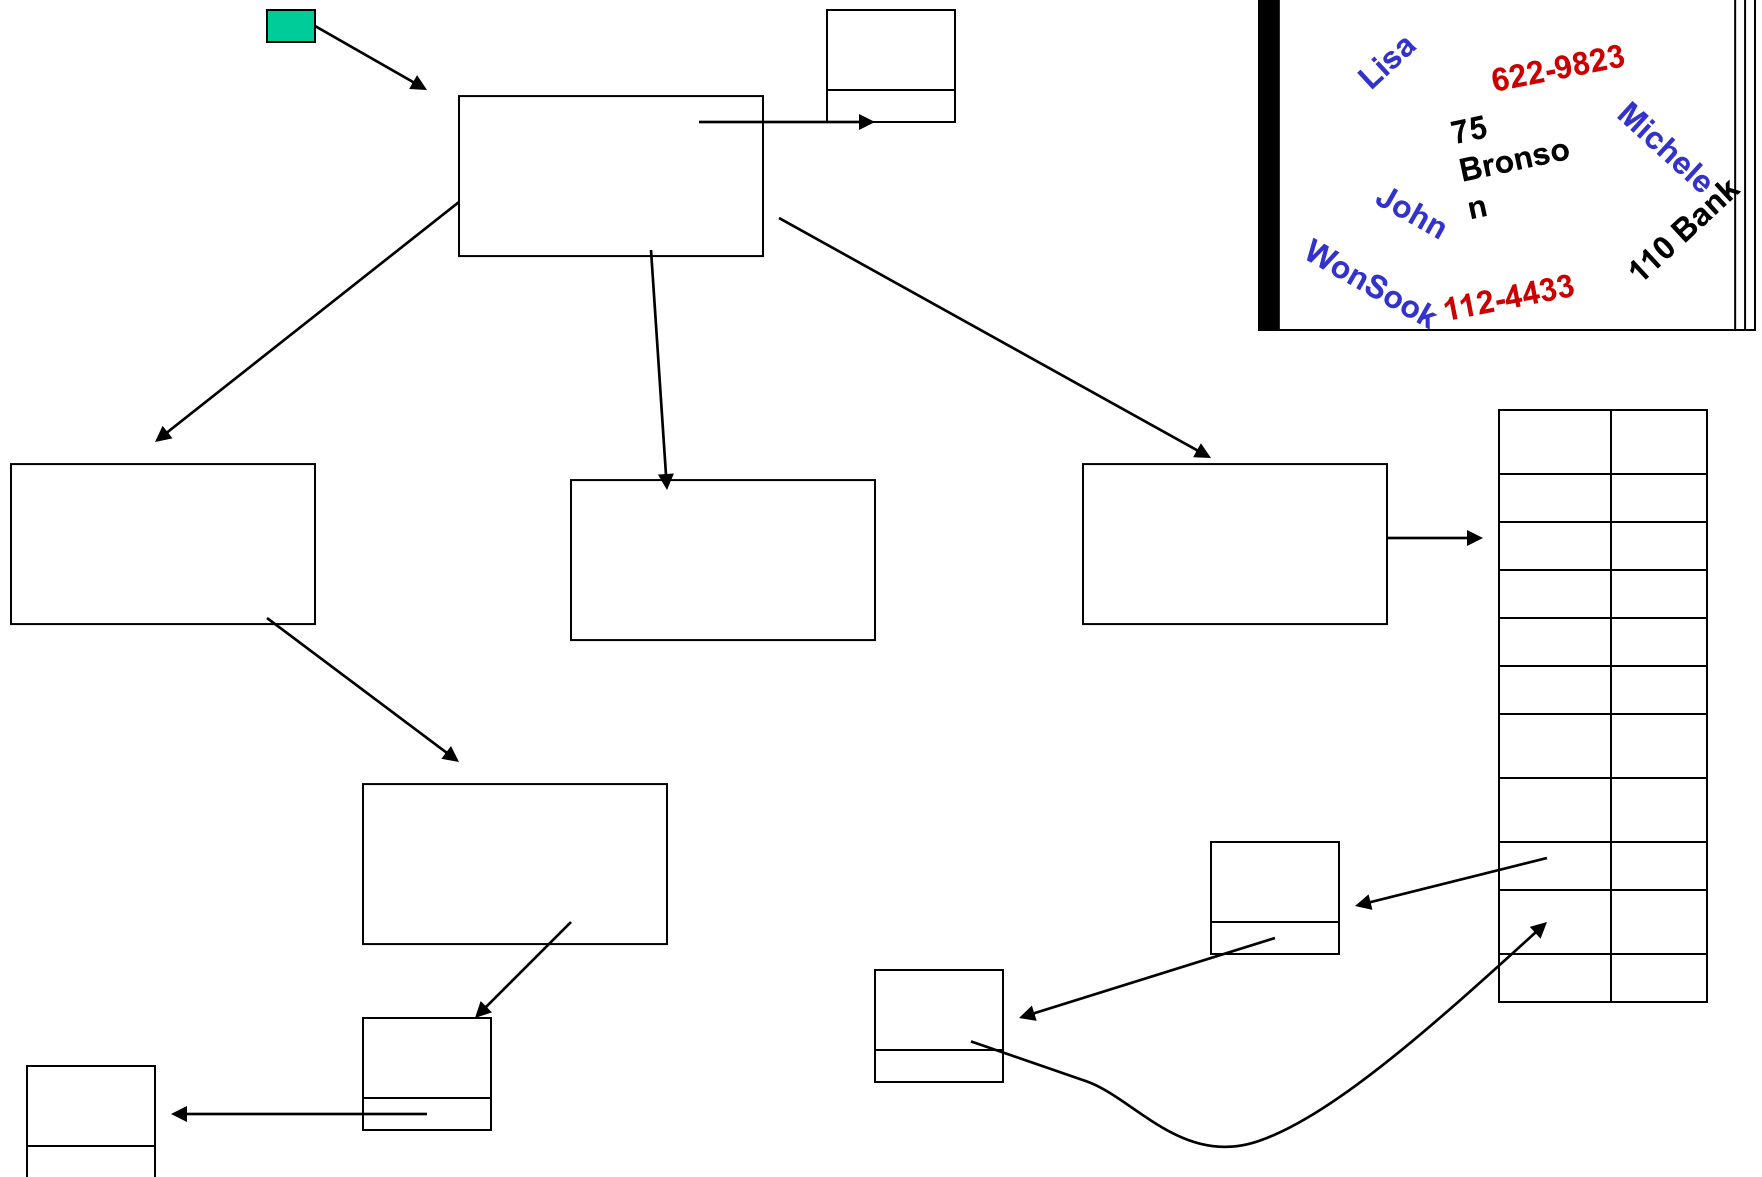 Lisa
622-9823
75
Bronso
n
Michele
John
110 Bank
WonSook
112-4433